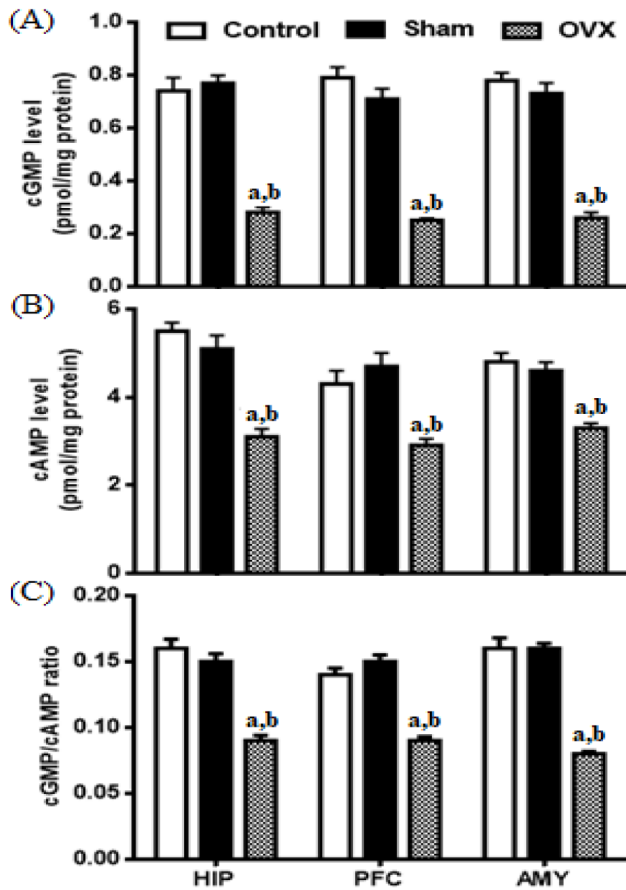 (A)
Control Sham OVX
1.0
0.8
0.6
0.4
0.2
0.0
cGMP level
(pmol/mg protein)
a,b
a,b
a,b
(B)
6
4
2
0
cAMP level
(pmol/mg protein)
a,b
a,b
a,b
(C)
0.20
0.15
0.10
0.05
0.00
cGMP/cAMP ratio
a,b
a,b
a,b
HIP PFC AMY